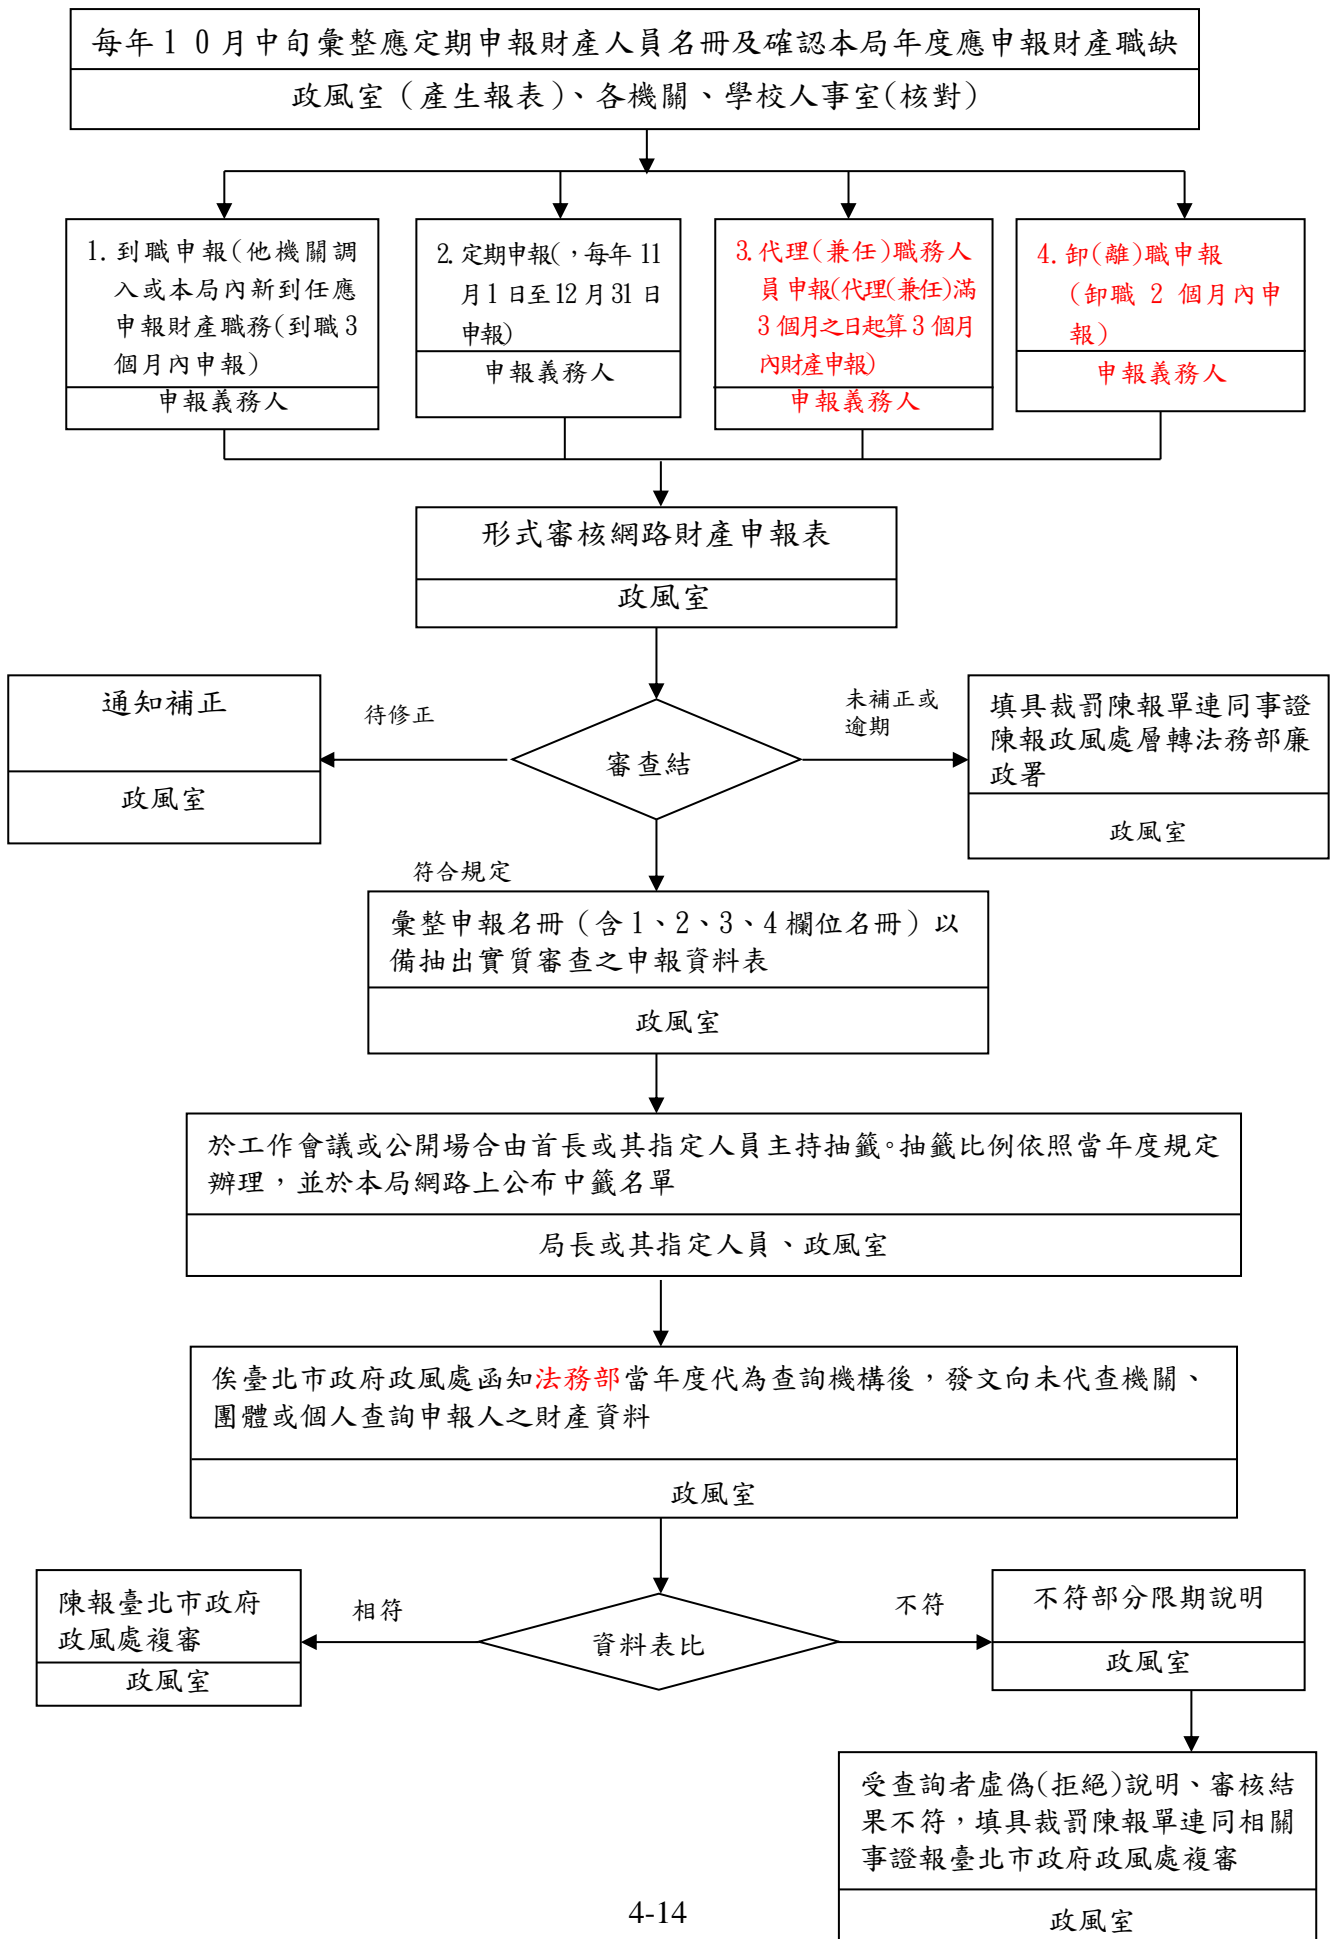 每年10月中旬彙整應定期申報財產人員名冊及確認本局年度應申報財產職缺
政風室（產生報表）、各機關、學校人事室(核對)
1.到職申報(他機關調
入或本局內新到任應
申報財產職務(到職3
個月內申報)
申報義務人
2.定期申報(，每年11
月1日至12月31日
申報)
申報義務人
3.代理(兼任)職務人
員申報(代理(兼任)滿
3個月之日起算3個月
內財產申報)
申報義務人
4.卸(離)職申報
(卸職 2 個月內申
報)
申報義務人
形式審核網路財產申報表
政風室
通知補正
政風室
待修正
審查結
未補正或
逾期
填具裁罰陳報單連同事證
陳報政風處層轉法務部廉
政署
政風室
符合規定
彙整申報名冊（含1、2、3、4欄位名冊）以
備抽出實質審查之申報資料表
政風室
於工作會議或公開場合由首長或其指定人員主持抽籤。抽籤比例依照當年度規定
辦理，並於本局網路上公布中籤名單
局長或其指定人員、政風室
俟臺北市政府政風處函知法務部當年度代為查詢機構後，發文向未代查機關、
團體或個人查詢申報人之財產資料
政風室
陳報臺北市政府
政風處複審
政風室
相符
資料表比
不符
不符部分限期說明
政風室
受查詢者虛偽(拒絕)說明、審核結
果不符，填具裁罰陳報單連同相關
事證報臺北市政府政風處複審
政風室
4-14